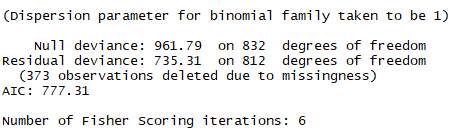 (Dispersion parameter for binomial family taken to be 1)
Null deviance: 961.79  on 832  degrees of freedom
Residual deviance: 735.31  on 812  degrees of freedom
(373 observations deleted due to missingness)
AIC: 777.31
Number of Fisher Scoring iterations: 6